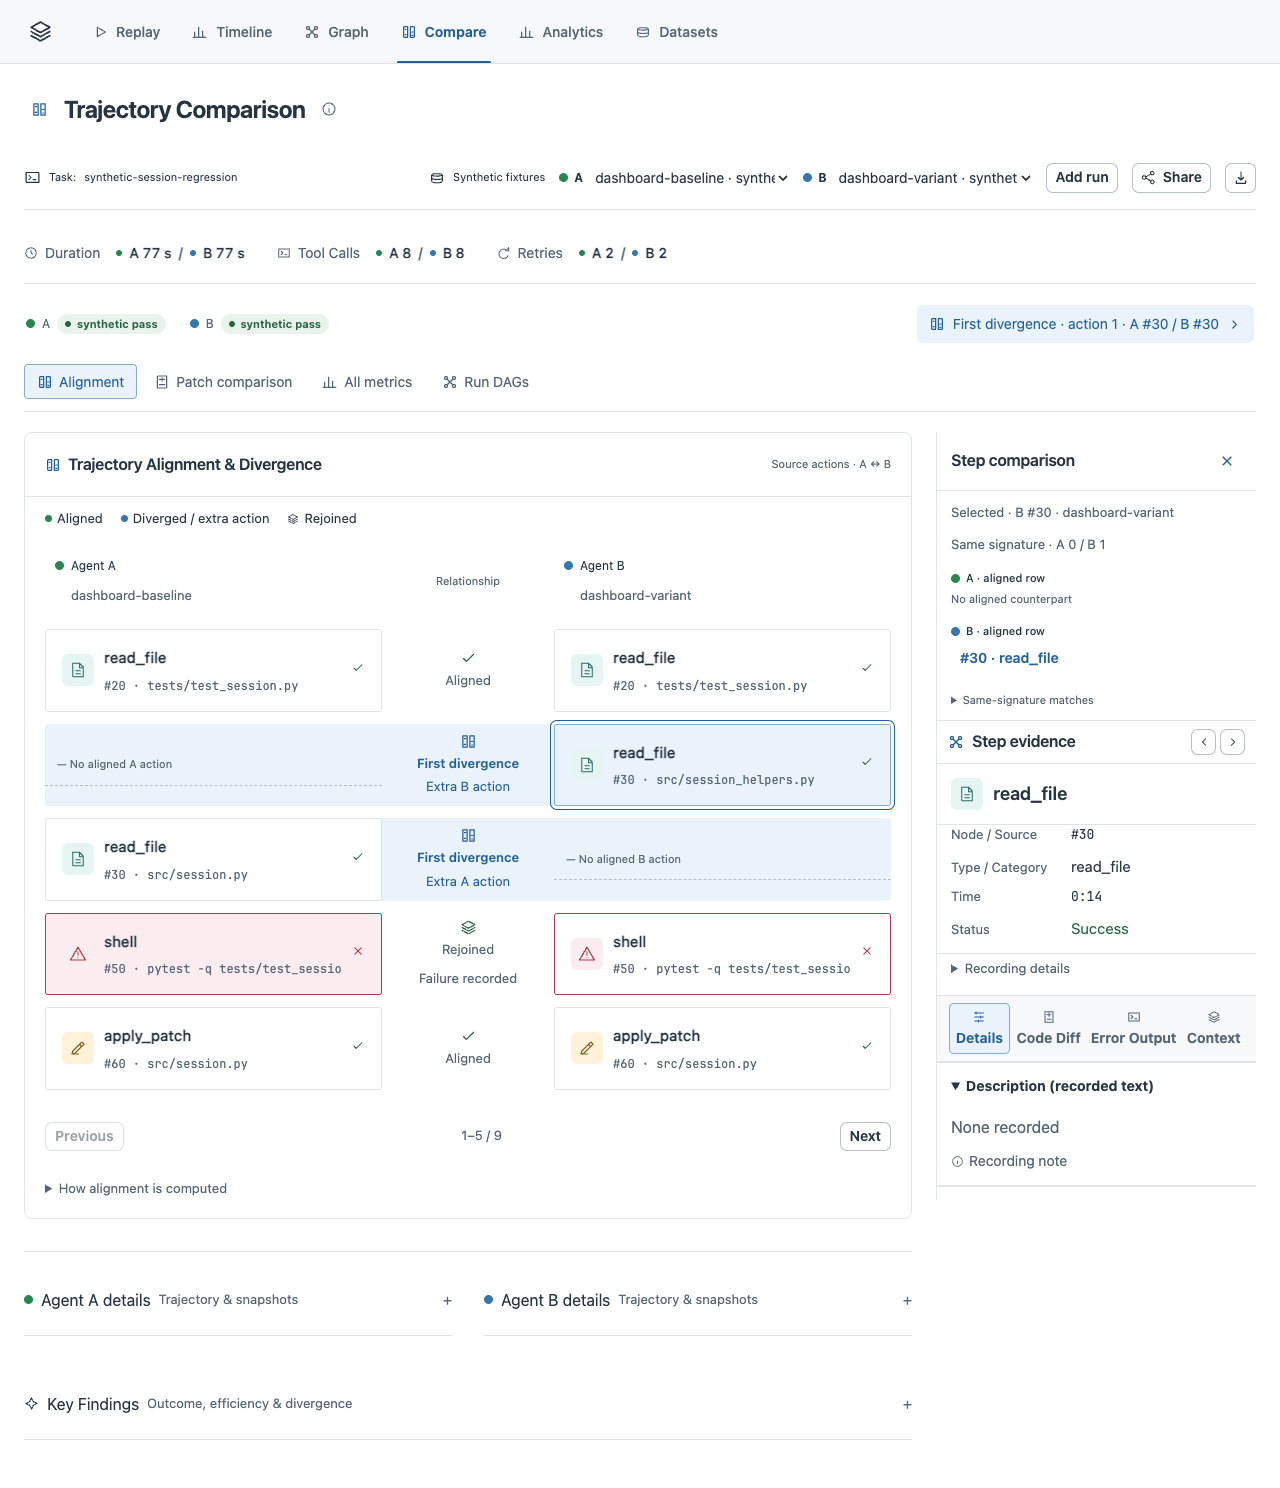 Replay
Timeline
Graph
Compare
Analytics
Datasets
Trajectory Comparison
Task: synthetic-session-regression
Synthetic fixtures
A dashboard-baseline · synthe
B dashboard-variant · synthet
Add run
Share
Duration A 77 s / B 77 s
Tool Calls A 8 / B 8
Retries A 2 / B 2
A synthetic pass
B synthetic pass
First divergence · action 1 · A #30 / B #30
Alignment
Patch comparison
All metrics
Run DAGs
Trajectory Alignment & Divergence
Source actions · A ↔ B
Aligned
Diverged / extra action
Rejoined
Agent A
dashboard-baseline
Relationship
Agent B
dashboard-variant
read_file
#20 · tests/test_session.py
Aligned
read_file
#20 · tests/test_session.py
— No aligned A action
First divergence
Extra B action
read_file
#30 · src/session_helpers.py
read_file
#30 · src/session.py
First divergence
Extra A action
— No aligned B action
shell
#50 · pytest -q tests/test_sessio
Rejoined
Failure recorded
shell
#50 · pytest -q tests/test_sessio
apply_patch
#60 · src/session.py
Aligned
apply_patch
#60 · src/session.py
Previous
1–5 / 9
Next
How alignment is computed
Step comparison
Selected · B #30 · dashboard-variant
Same signature · A 0 / B 1
A · aligned row
No aligned counterpart
B · aligned row
#30 · read_file
Same-signature matches
Step evidence
read_file
Node / Source #30
Type / Category read_file
Time 0:14
Status Success
Recording details
Details
Code Diff
Error Output
Context
Description (recorded text)
None recorded
Recording note
Agent A details Trajectory & snapshots +
Agent B details Trajectory & snapshots +
Key Findings Outcome, efficiency & divergence +